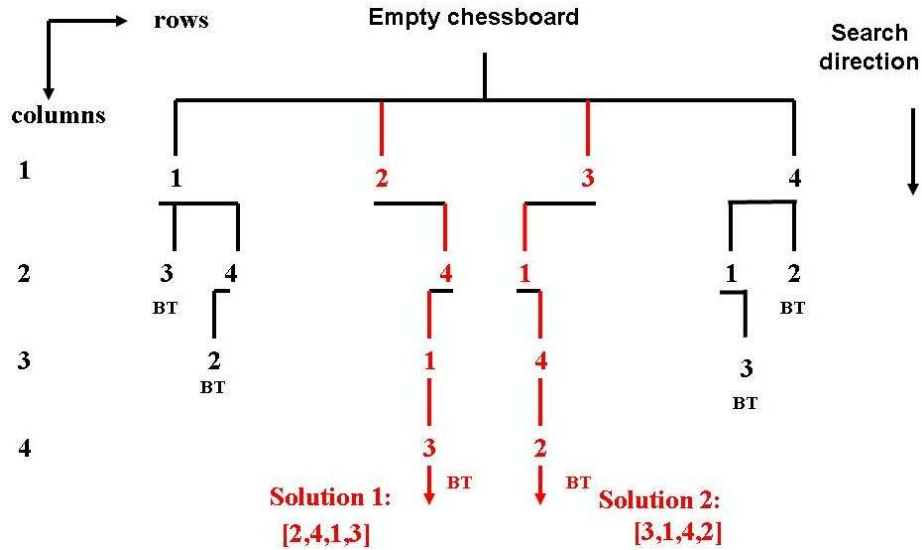 rows
Empty chessboard
Search
direction
columns
1
1 2 3 4
2
3 4 4 1 1 2
BT BT
3
2 1 4 3
BT BT
4
3 2
BT BT
Solution 1:
[2,4,1,3]
Solution 2:
[3,1,4,2]